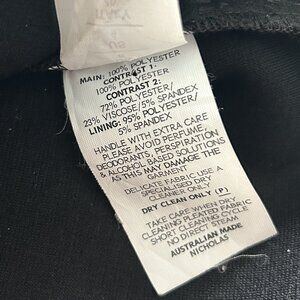 MAIN: 100% POLYESTER
CONTRAST 1:
100% POLYESTER
CONTRAST 2:
72% POLYESTER/
23% VISCOSE/5% SPANDEX
LINING: 95% POLYESTER/
5% SPANDEX
HANDLE WITH EXTRA CARE
PLEASE AVOID PERFUME,
DEODORANTS, PERSPIRATION
& ALCOHOL BASED SOLUTIONS
AS THIS MAY DAMAGE THE
GARMENT
DELICATE FABRIC USE A
SPECIALISED DRY
CLEANER ONLY
DRY CLEAN ONLY (P)
TAKE CARE WHEN DRY
CLEANING PLEATED FABRIC
SHORT CLEANING CYCLE
NO DIRECT STEAM
AUSTRALIAN MADE
NICHOLAS